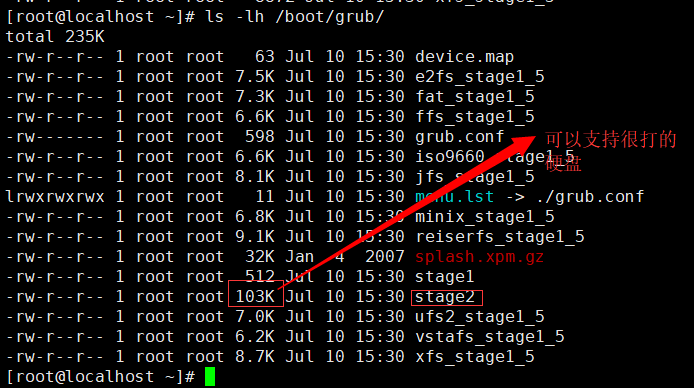 [root@localhost ~]# ls -lh /boot/grub/
total 235K
-rw-r--r-- 1 root root   63 Jul 10 15:30 device.map
-rw-r--r-- 1 root root 7.5K Jul 10 15:30 e2fs_stage1_5
-rw-r--r-- 1 root root 7.3K Jul 10 15:30 fat_stage1_5
-rw-r--r-- 1 root root 6.6K Jul 10 15:30 ffs_stage1_5
-rw------- 1 root root  598 Jul 10 15:30 grub.conf
可以支持很打的
硬盘
-rw-r--r-- 1 root root 6.6K Jul 10 15:30 iso9660_stage1_5
-rw-r--r-- 1 root root 8.1K Jul 10 15:30 jfs_stage1_5
lrwxrwxrwx 1 root root   11 Jul 10 15:30 menu.lst -> ./grub.conf
-rw-r--r-- 1 root root 6.8K Jul 10 15:30 minix_stage1_5
-rw-r--r-- 1 root root 9.1K Jul 10 15:30 reiserfs_stage1_5
-rw-r--r-- 1 root root  32K Jan  4  2007 splash.xpm.gz
-rw-r--r-- 1 root root  512 Jul 10 15:30 stage1
-rw-r--r-- 1 root root 103K Jul 10 15:30 stage2
-rw-r--r-- 1 root root 7.0K Jul 10 15:30 ufs2_stage1_5
-rw-r--r-- 1 root root 6.2K Jul 10 15:30 vstafs_stage1_5
-rw-r--r-- 1 root root 8.7K Jul 10 15:30 xfs_stage1_5
[root@localhost ~]#